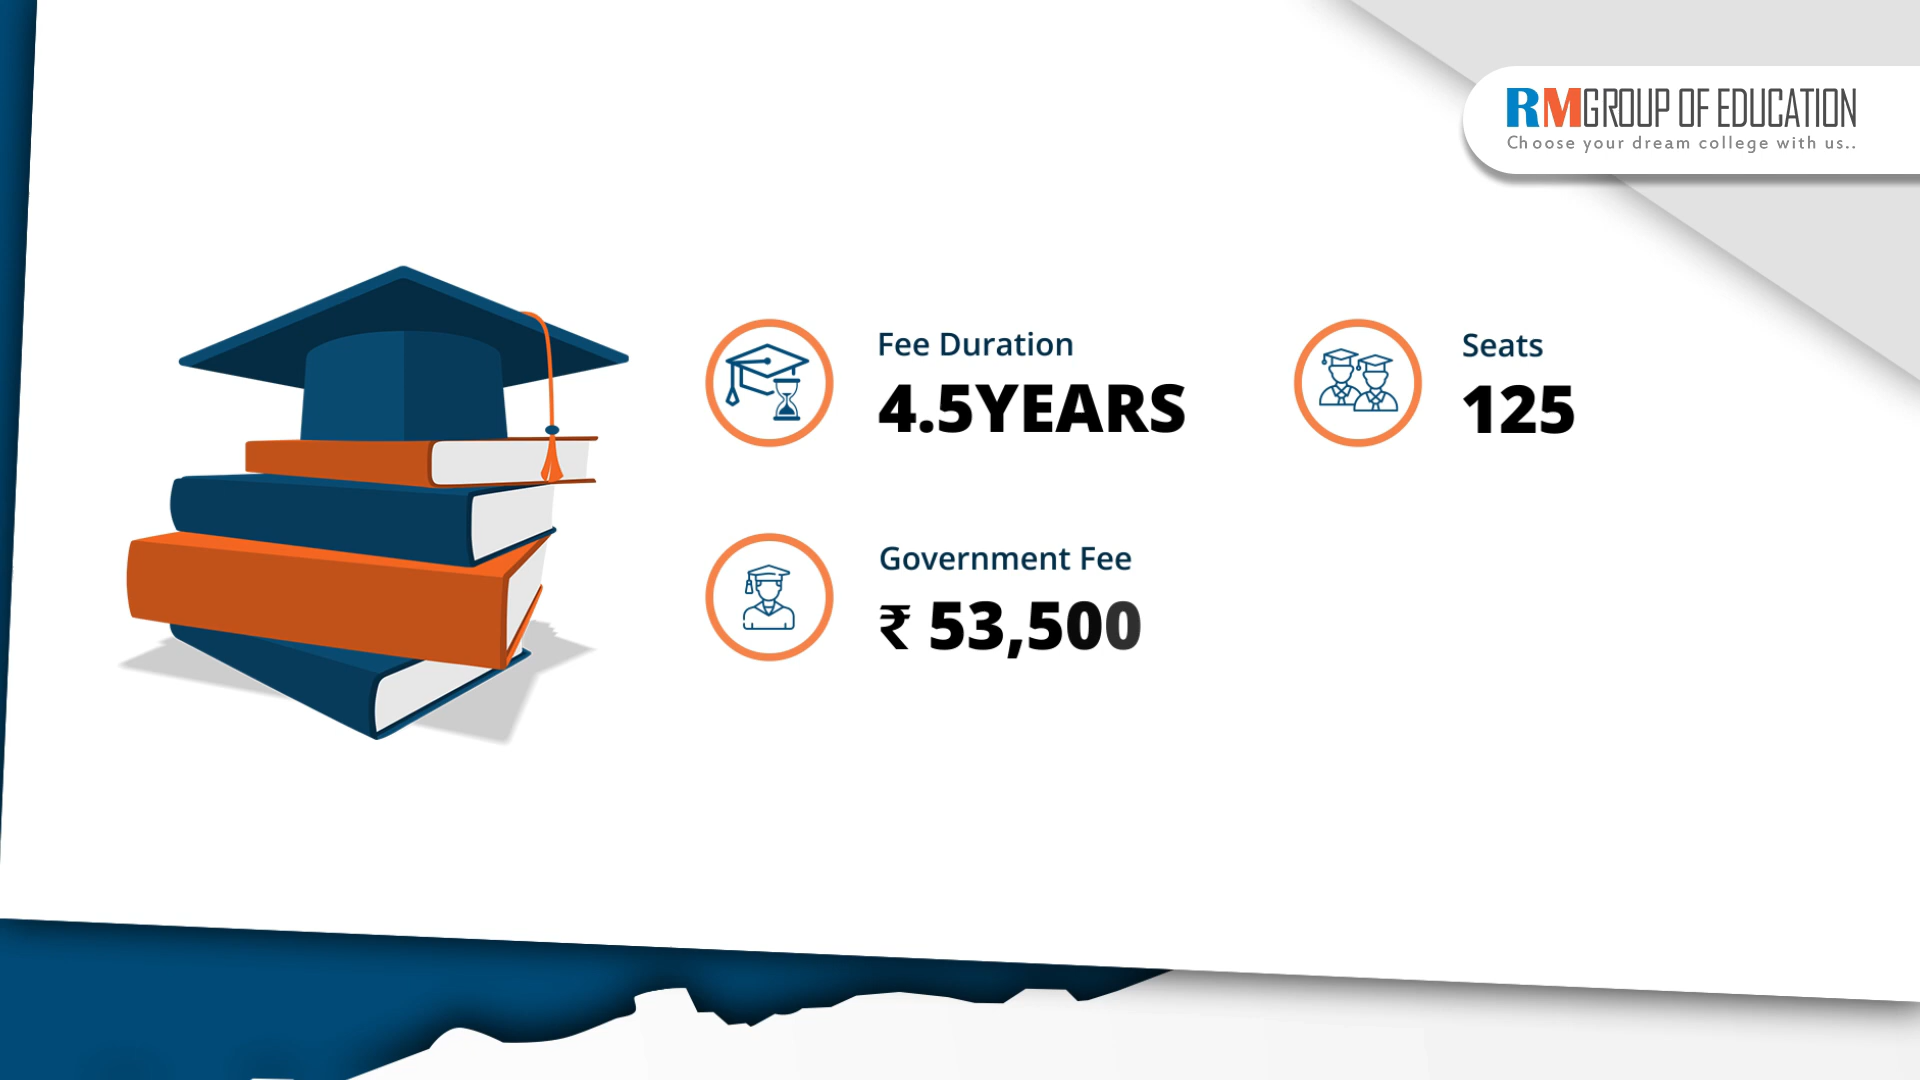 RMGROUP OF EDUCATION
Choose your dream college with us..
Fee Duration
4.5YEARS
Seats
125
Government Fee
₹ 53,500